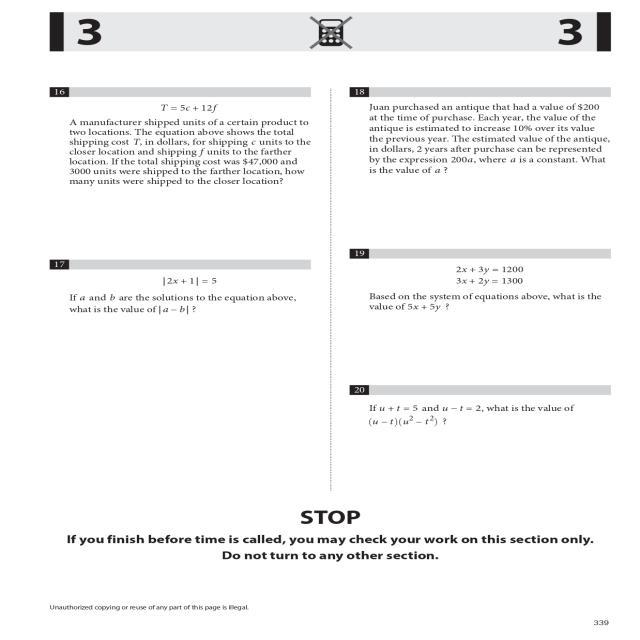 3
3
16
T = 5c + 12f
A manufacturer shipped units of a certain product to
two locations. The equation above shows the total
shipping cost T, in dollars, for shipping c units to the
closer location and shipping f units to the farther
location. If the total shipping cost was $47,000 and
3000 units were shipped to the farther location, how
many units were shipped to the closer location?
17
|2x + 1| = 5
If a and b are the solutions to the equation above,
what is the value of |a − b| ?
18
Juan purchased an antique that had a value of $200
at the time of purchase. Each year, the value of the
antique is estimated to increase 10% over its value
the previous year. The estimated value of the antique,
in dollars, 2 years after purchase can be represented
by the expression 200a, where a is a constant. What
is the value of a ?
19
2x + 3y = 1200
3x + 2y = 1300
Based on the system of equations above, what is the
value of 5x + 5y ?
20
If u + t = 5 and u − t = 2, what is the value of
(u − t)(u² − t²) ?
STOP
If you finish before time is called, you may check your work on this section only.
Do not turn to any other section.
Unauthorized copying or reuse of any part of this page is illegal.
339